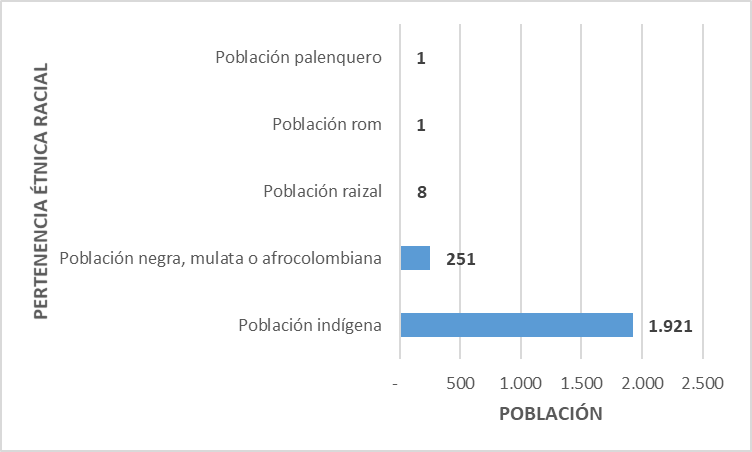 PERTENENCIA ÉTNICA RACIAL
Población palenquero 1
Población rom 1
Población raizal 8
Población negra, mulata o afrocolombiana 251
Población indígena 1.921
- 500 1.000 1.500 2.000 2.500
POBLACIÓN